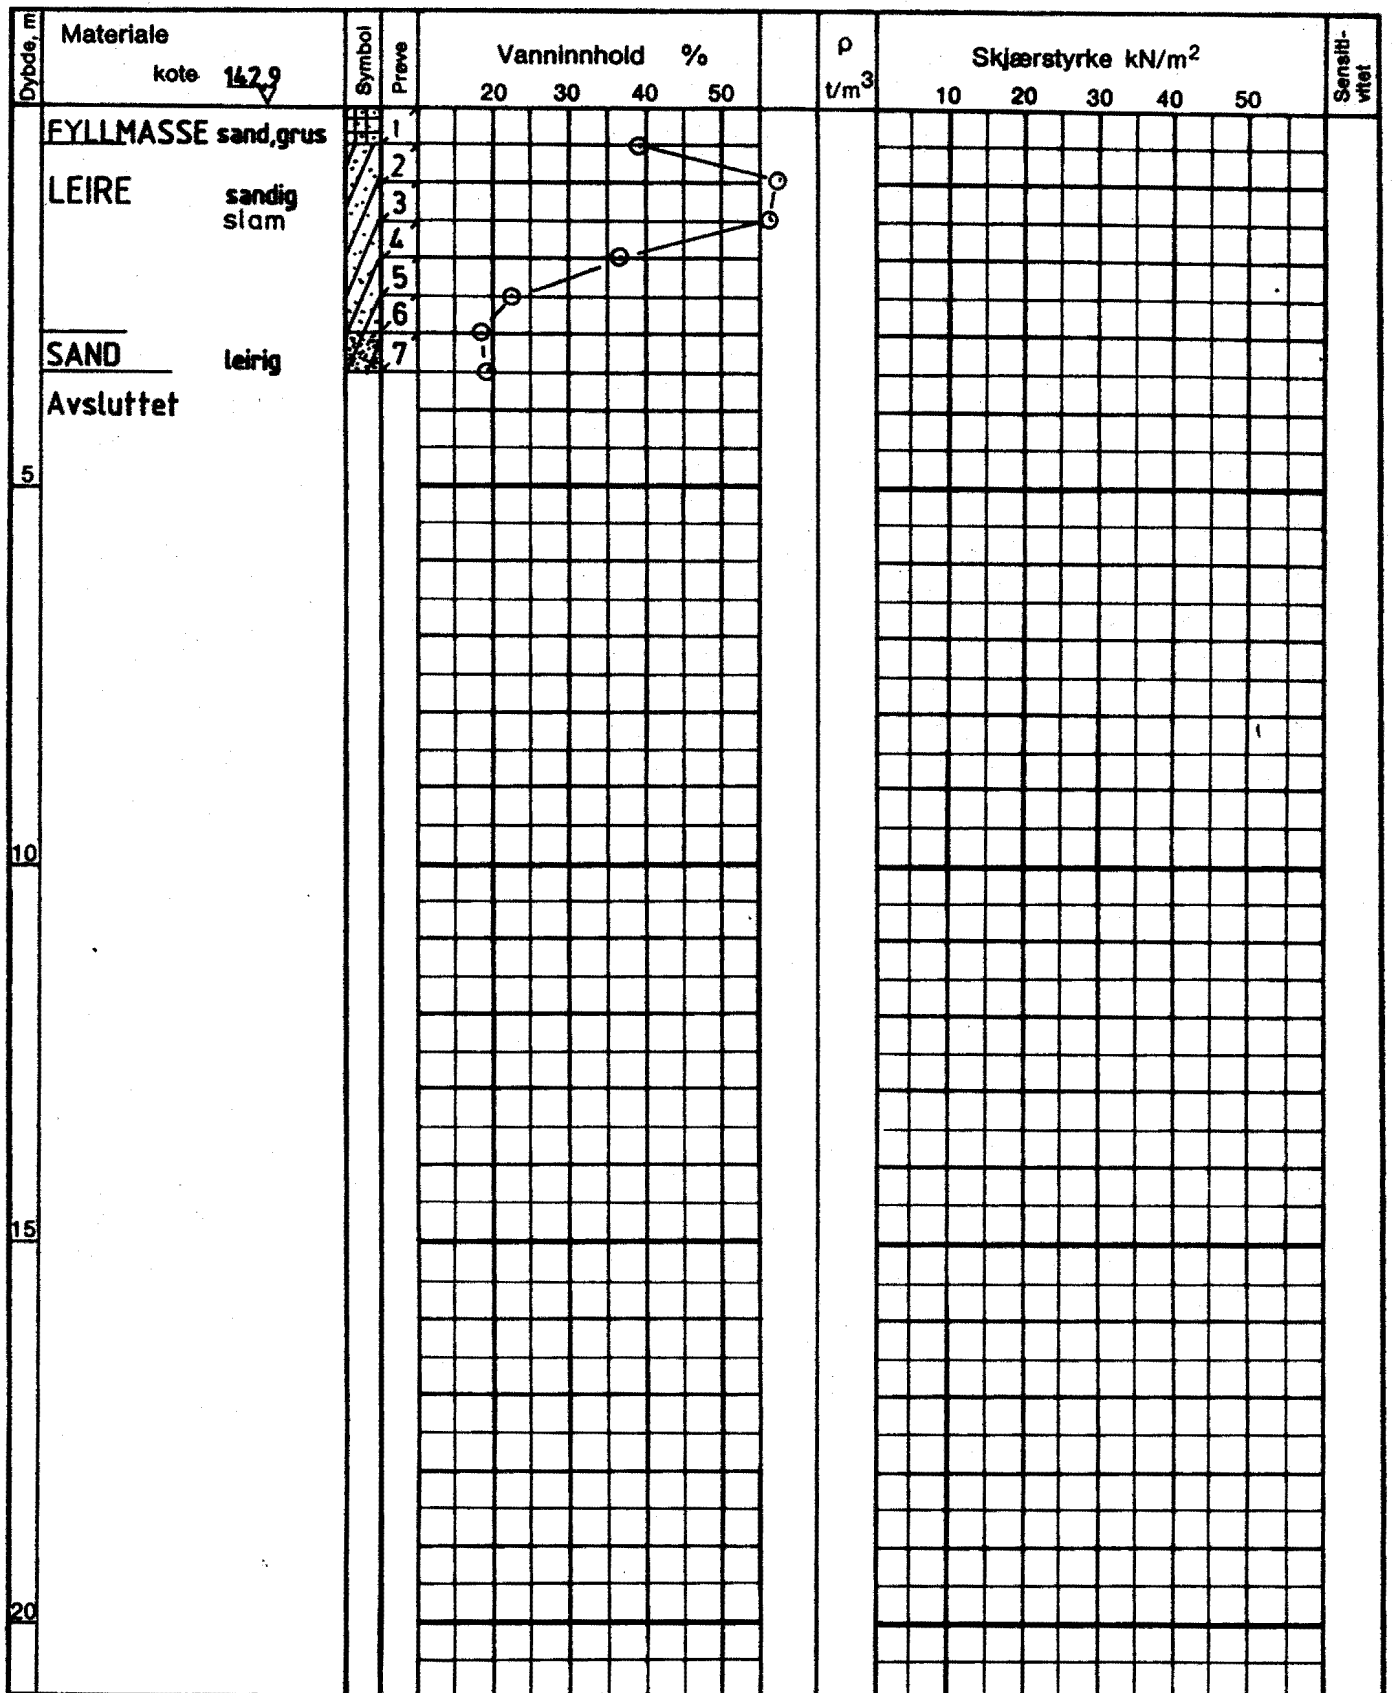 Dybde, m
Materiale
kote 142,9
Symbol
Prøve
Vanninnhold %
20 30 40 50
ρ
t/m³
Skjærstyrke kN/m²
10 20 30 40 50
Sensiti-
vitet
FYLLMASSE sand,grus
1
2
LEIRE sandig
slam
3
4
5
6
SAND leirig
7
Avsluttet
5
10
15
20